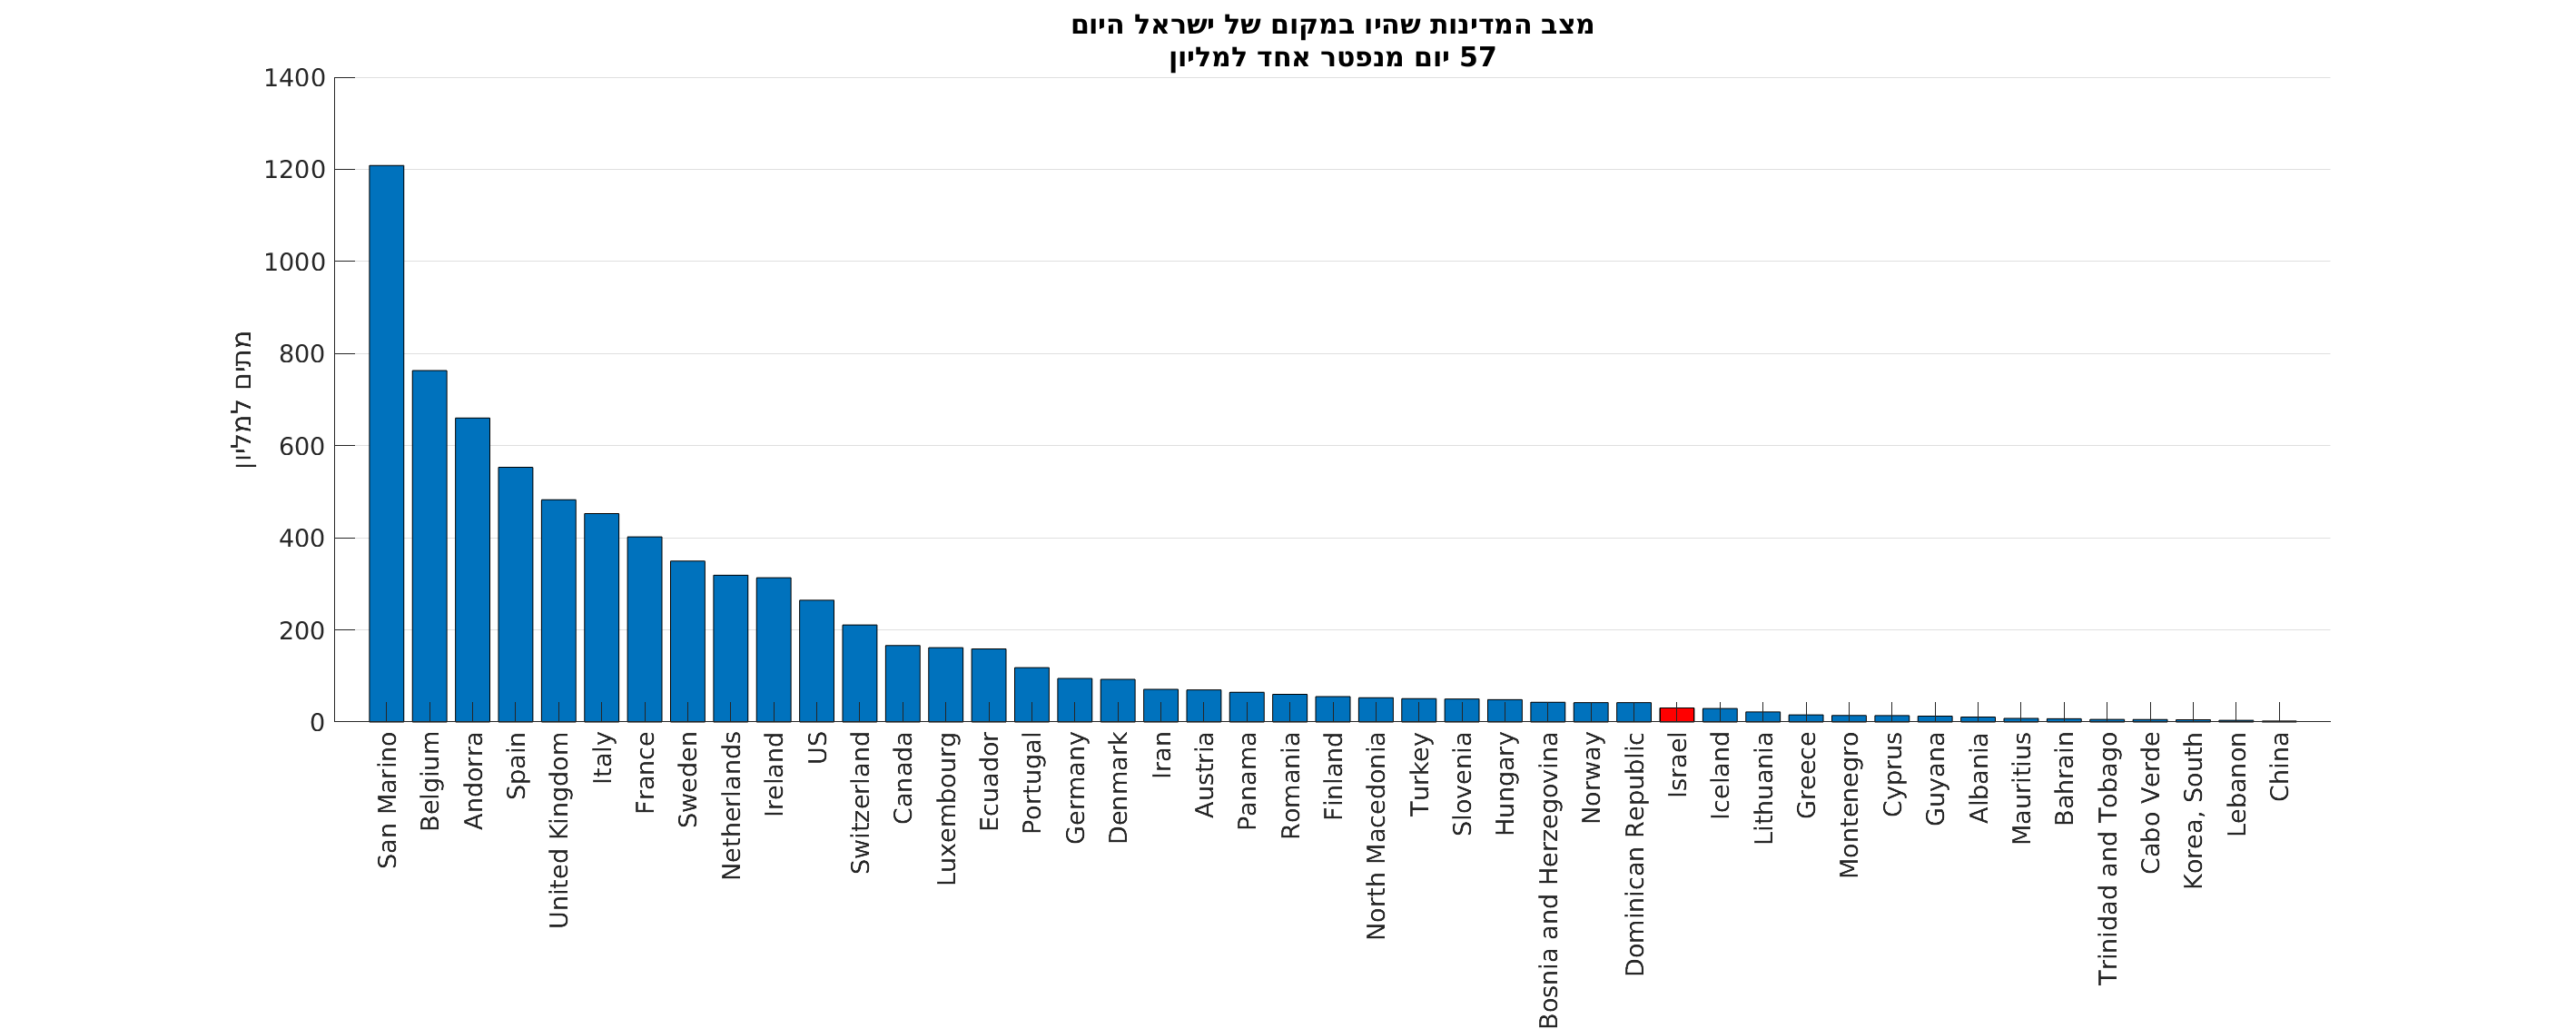 מצב המדינות שהיו במקום של ישראל היום
57 יום מנפטר אחד למליון
מתים למליון
1400
1200
1000
800
600
400
200
0
San Marino
Belgium
Andorra
Spain
United Kingdom
Italy
France
Sweden
Netherlands
Ireland
US
Switzerland
Canada
Luxembourg
Ecuador
Portugal
Germany
Denmark
Iran
Austria
Panama
Romania
Finland
North Macedonia
Turkey
Slovenia
Hungary
Bosnia and Herzegovina
Norway
Dominican Republic
Israel
Iceland
Lithuania
Greece
Montenegro
Cyprus
Guyana
Albania
Mauritius
Bahrain
Trinidad and Tobago
Cabo Verde
Korea, South
Lebanon
China